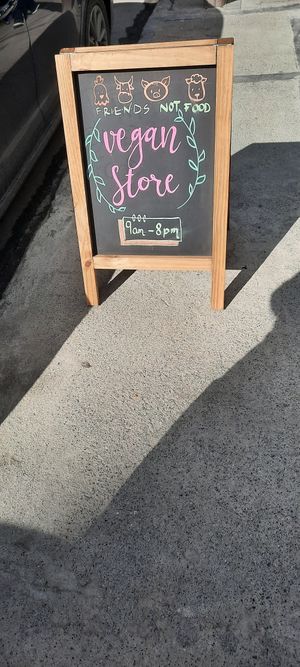 FRIENDS NOT FOOD
vegan
Store
9am - 8pm